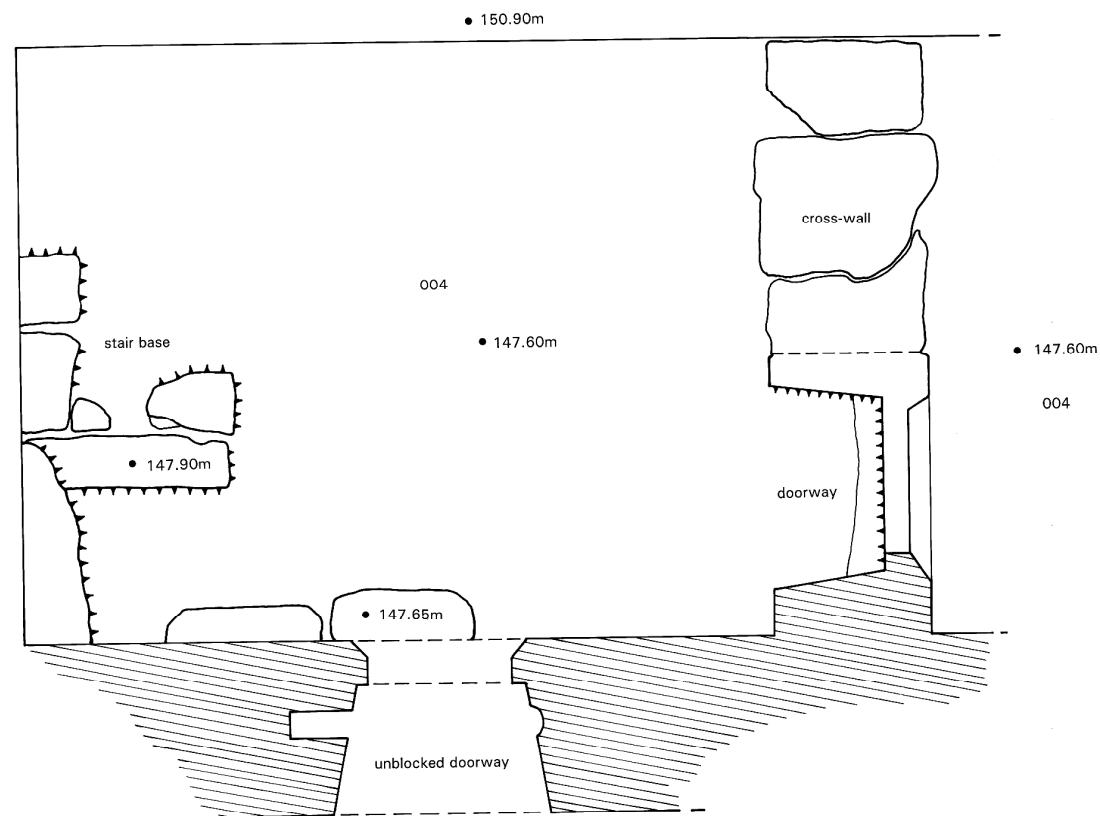 150.90m
cross-wall
004
stair base
147.60m
147.60m
004
147.90m
doorway
147.65m
unblocked doorway